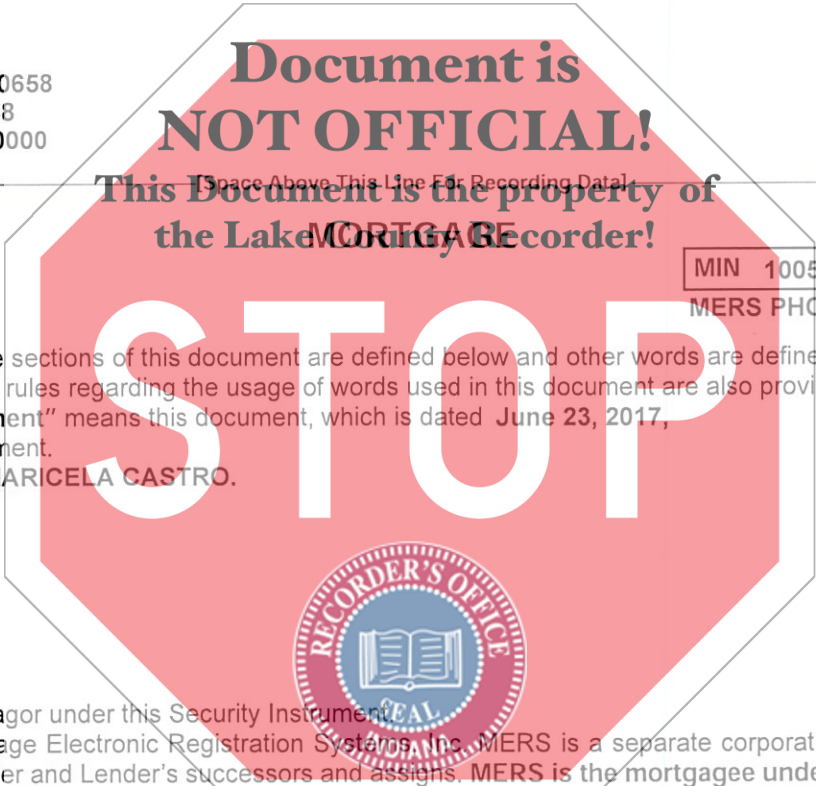 Document is
0658
NOT OFFICIAL!
8
0000
[Space Above This Line For Recording Data]
This Document is the property of
MORTGAGE
the Lake County Recorder!
MIN 1005
MERS PHO
STOP
e sections of this document are defined below and other words are define
rules regarding the usage of words used in this document are also provi
ent" means this document, which is dated June 23, 2017,
ment.
ARICELA CASTRO.
RECORDER'S OFFICE
SEAL
INDIANA
agor under this Security Instrument.
age Electronic Registration Systems, Inc. MERS is a separate corporat
er and Lender's successors and assigns. MERS is the mortgagee unde